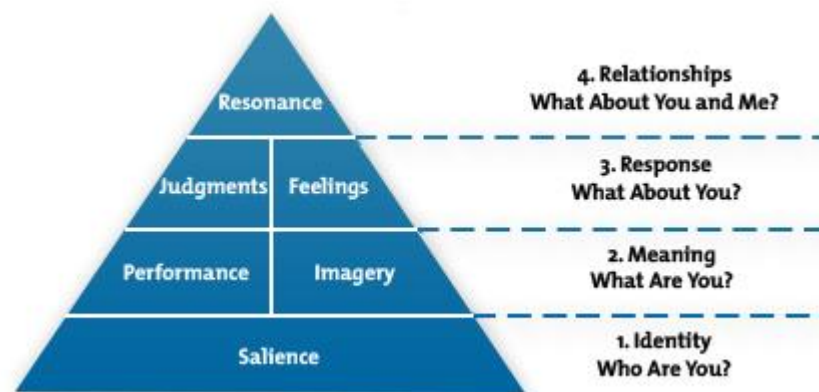 Resonance
4. Relationships
What About You and Me?
Judgments
Feelings
3. Response
What About You?
Performance
Imagery
2. Meaning
What Are You?
Salience
1. Identity
Who Are You?